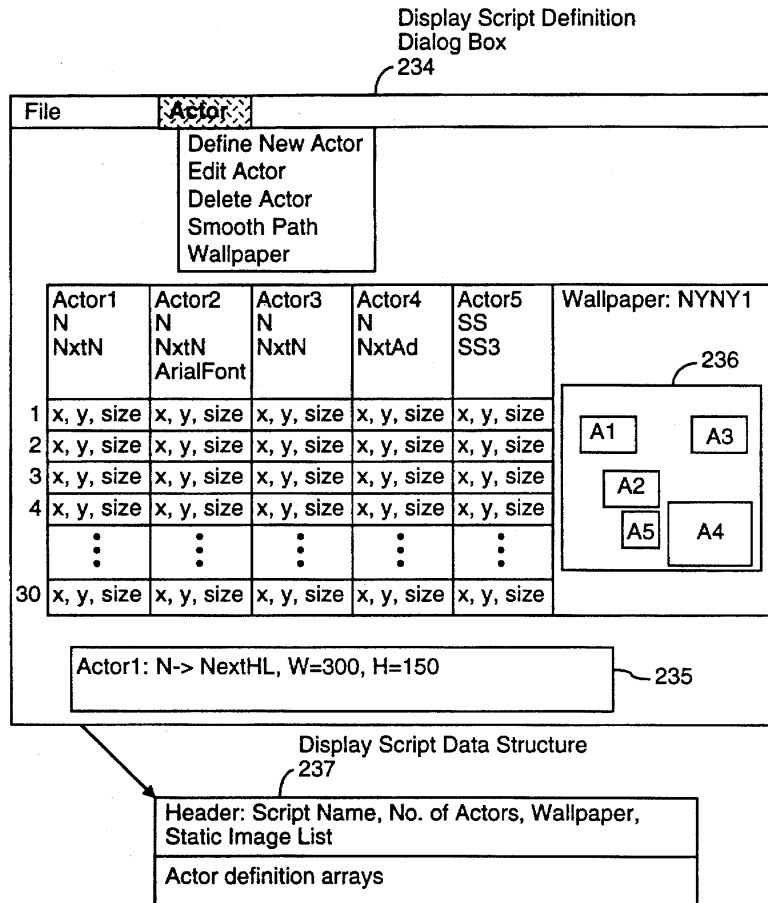 Display Script Definition
Dialog Box
234
File Actor
Define New Actor
Edit Actor
Delete Actor
Smooth Path
Wallpaper
Actor1 Actor2 Actor3 Actor4 Actor5 Wallpaper: NYNY1
N N N N SS
NxtN NxtN NxtN NxtAd SS3
ArialFont
236
1 x, y, size x, y, size x, y, size x, y, size x, y, size
2 x, y, size x, y, size x, y, size x, y, size x, y, size
3 x, y, size x, y, size x, y, size x, y, size x, y, size
4 x, y, size x, y, size x, y, size x, y, size x, y, size
30 x, y, size x, y, size x, y, size x, y, size x, y, size
A1 A3
A2
A5 A4
Actor1: N-> NextHL, W=300, H=150
235
Display Script Data Structure
237
Header: Script Name, No. of Actors, Wallpaper,
Static Image List
Actor definition arrays